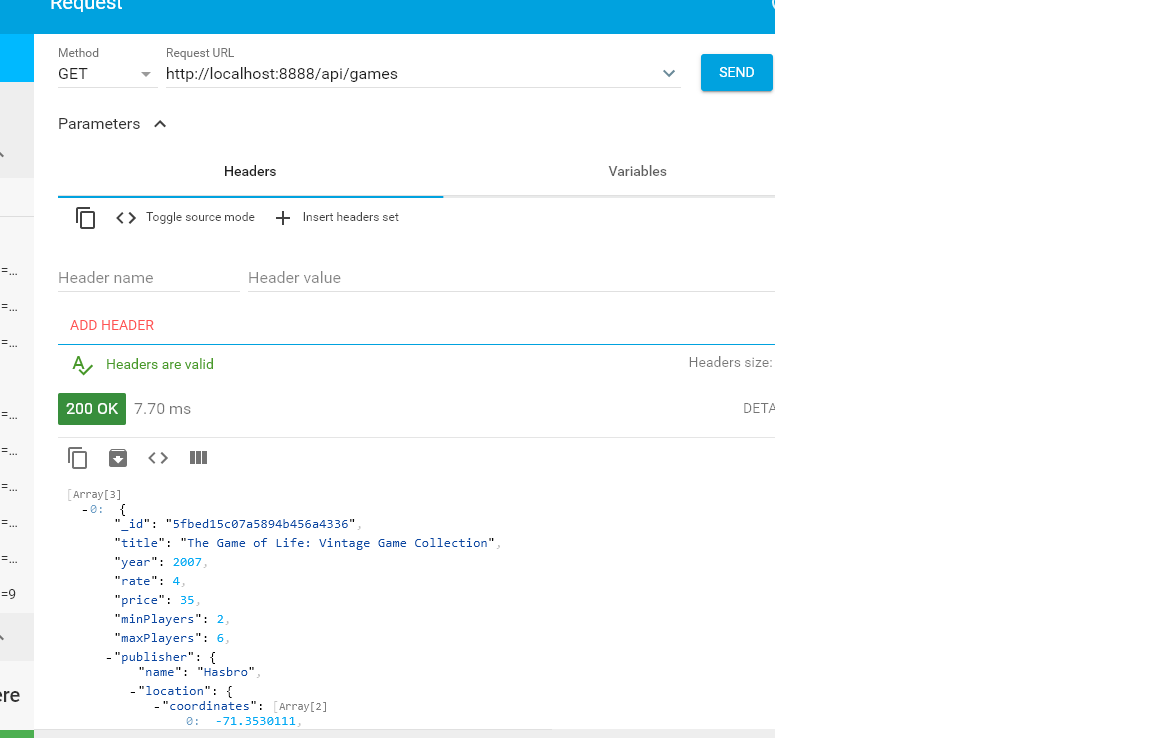 Request
Method
Request URL
GET
http://localhost:8888/api/games
SEND
Parameters
Headers
Variables
Toggle source mode
Insert headers set
Header name
Header value
ADD HEADER
Headers are valid
Headers size:
200 OK
7.70 ms
DETA
[Array[3]
-0: {
"_id": "5fbed15c07a5894b456a4336",
"title": "The Game of Life: Vintage Game Collection",
"year": 2007,
"rate": 4,
"price": 35,
"minPlayers": 2,
"maxPlayers": 6,
-"publisher": {
"name": "Hasbro",
-"location": {
-"coordinates": [Array[2]
0: -71.3530111,
=...
=...
=...
=...
=...
=...
=...
=...
=9
ere